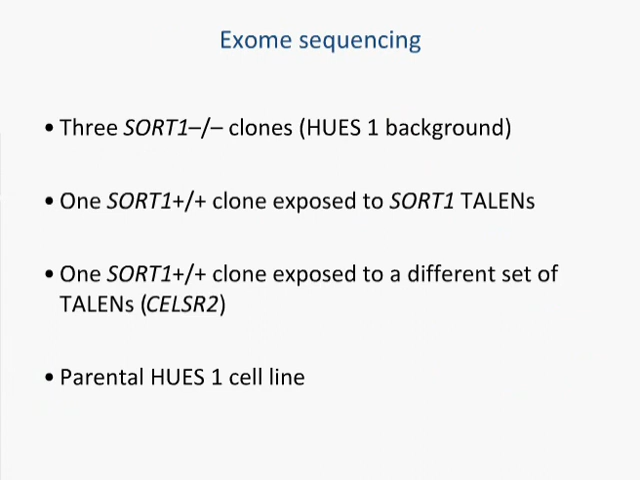 Exome sequencing
• Three SORT1–/– clones (HUES 1 background)
• One SORT1+/+ clone exposed to SORT1 TALENs
• One SORT1+/+ clone exposed to a different set of
TALENs (CELSR2)
• Parental HUES 1 cell line